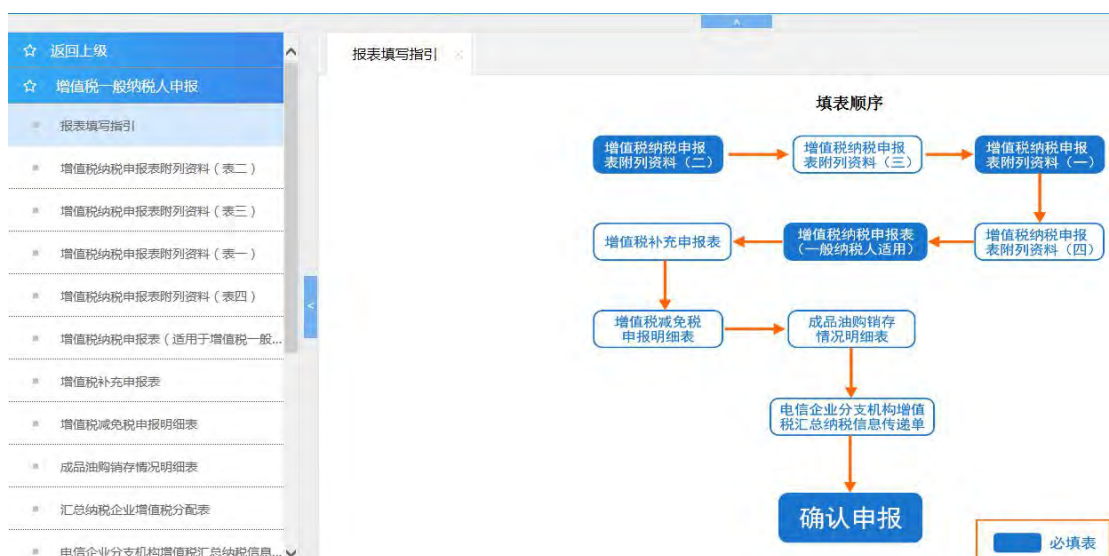 返回上级
增值税一般纳税人申报
报表填写指引
增值税纳税申报表附列资料（表二）
增值税纳税申报表附列资料（表三）
增值税纳税申报表附列资料（表一）
增值税纳税申报表附列资料（表四）
增值税纳税申报表（适用于增值税一般...
增值税补充申报表
增值税减免税申报明细表
成品油购销存情况明细表
汇总纳税企业增值税分配表
电信企业分支机构增值税汇总纳税信息...
报表填写指引
填表顺序
增值税纳税申报
表附列资料（二）
增值税纳税申报
表附列资料（三）
增值税纳税申报
表附列资料（一）
增值税纳税申报
表附列资料（四）
增值税纳税申报表
（一般纳税人适用）
增值税补充申报表
增值税减免税
申报明细表
成品油购销存
情况明细表
电信企业分支机构增值
税汇总纳税信息传递单
确认申报
必填表